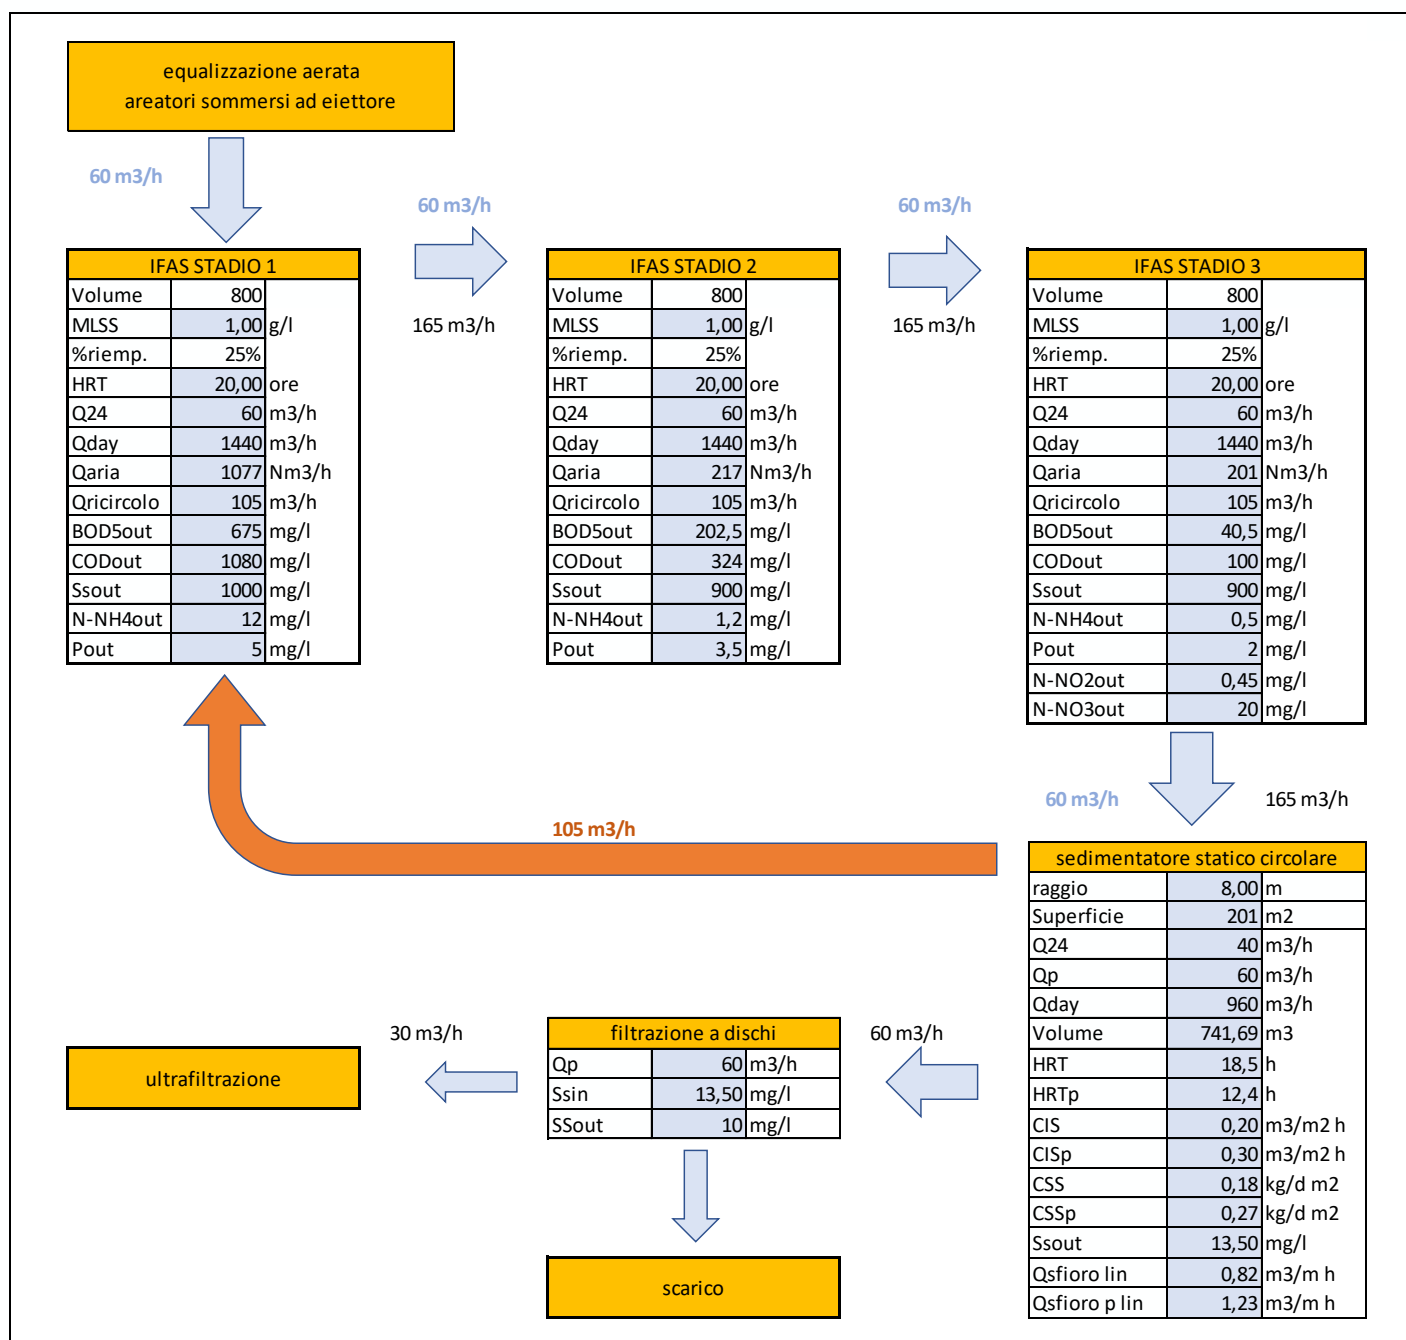 equalizzazione aerata
areatori sommersi ad eiettore
60 m3/h
60 m3/h
165 m3/h
60 m3/h
165 m3/h
IFAS STADIO 1
Volume 800
MLSS 1,00 g/l
%riemp. 25%
HRT 20,00 ore
Q24 60 m3/h
Qday 1440 m3/h
Qaria 1077 Nm3/h
Qricircolo 105 m3/h
BOD5out 675 mg/l
CODout 1080 mg/l
Ssout 1000 mg/l
N-NH4out 12 mg/l
Pout 5 mg/l
IFAS STADIO 2
Volume 800
MLSS 1,00 g/l
%riemp. 25%
HRT 20,00 ore
Q24 60 m3/h
Qday 1440 m3/h
Qaria 217 Nm3/h
Qricircolo 105 m3/h
BOD5out 202,5 mg/l
CODout 324 mg/l
Ssout 900 mg/l
N-NH4out 1,2 mg/l
Pout 3,5 mg/l
IFAS STADIO 3
Volume 800
MLSS 1,00 g/l
%riemp. 25%
HRT 20,00 ore
Q24 60 m3/h
Qday 1440 m3/h
Qaria 201 Nm3/h
Qricircolo 105 m3/h
BOD5out 40,5 mg/l
CODout 100 mg/l
Ssout 900 mg/l
N-NH4out 0,5 mg/l
Pout 2 mg/l
N-NO2out 0,45 mg/l
N-NO3out 20 mg/l
60 m3/h
165 m3/h
105 m3/h
sedimentatore statico circolare
raggio 8,00 m
Superficie 201 m2
Q24 40 m3/h
Qp 60 m3/h
Qday 960 m3/h
Volume 741,69 m3
HRT 18,5 h
HRTp 12,4 h
CIS 0,20 m3/m2 h
CISp 0,30 m3/m2 h
CSS 0,18 kg/d m2
CSSp 0,27 kg/d m2
Ssout 13,50 mg/l
Qsfioro lin 0,82 m3/m h
Qsfioro p lin 1,23 m3/m h
60 m3/h
filtrazione a dischi
Qp 60 m3/h
Ssin 13,50 mg/l
SSout 10 mg/l
30 m3/h
ultrafiltrazione
scarico